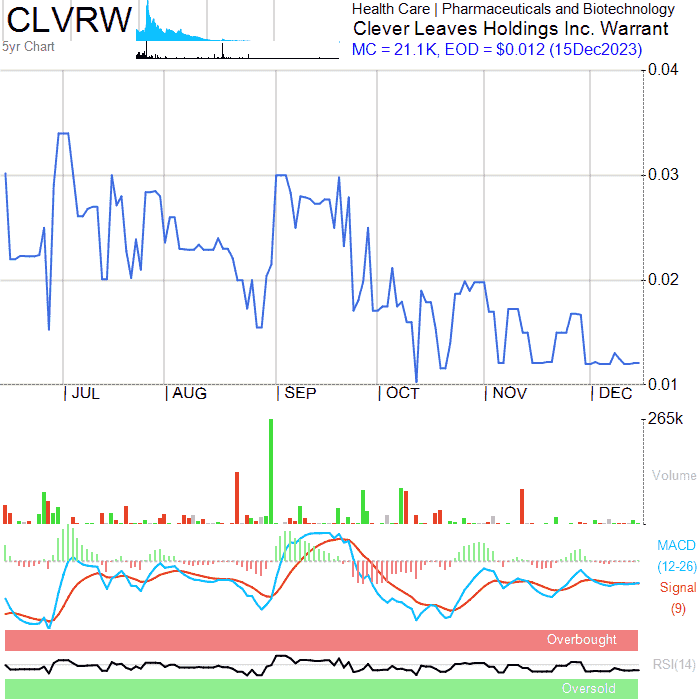 CLVRW
5yr Chart
Health Care | Pharmaceuticals and Biotechnology
Clever Leaves Holdings Inc. Warrant
MC = 21.1K, EOD = $0.012 (15Dec2023)
0.04
0.03
0.02
0.01
JUL AUG SEP OCT NOV DEC
265k
Volume
MACD
(12-26)
Signal
(9)
Overbought
RSI(14)
Oversold